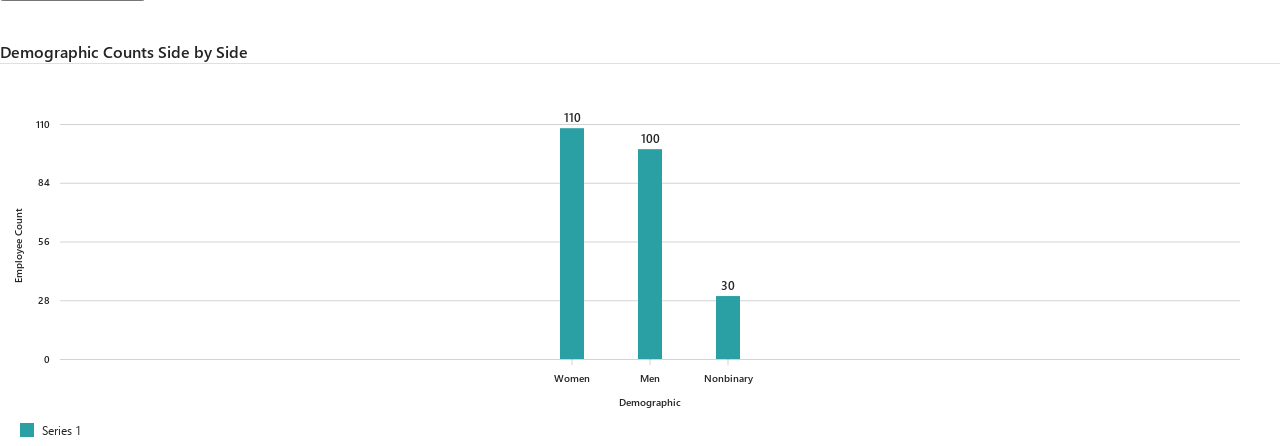 Demographic Counts Side by Side
110
100
30
110
84
56
28
0
Employee Count
Women
Men
Nonbinary
Demographic
Series 1